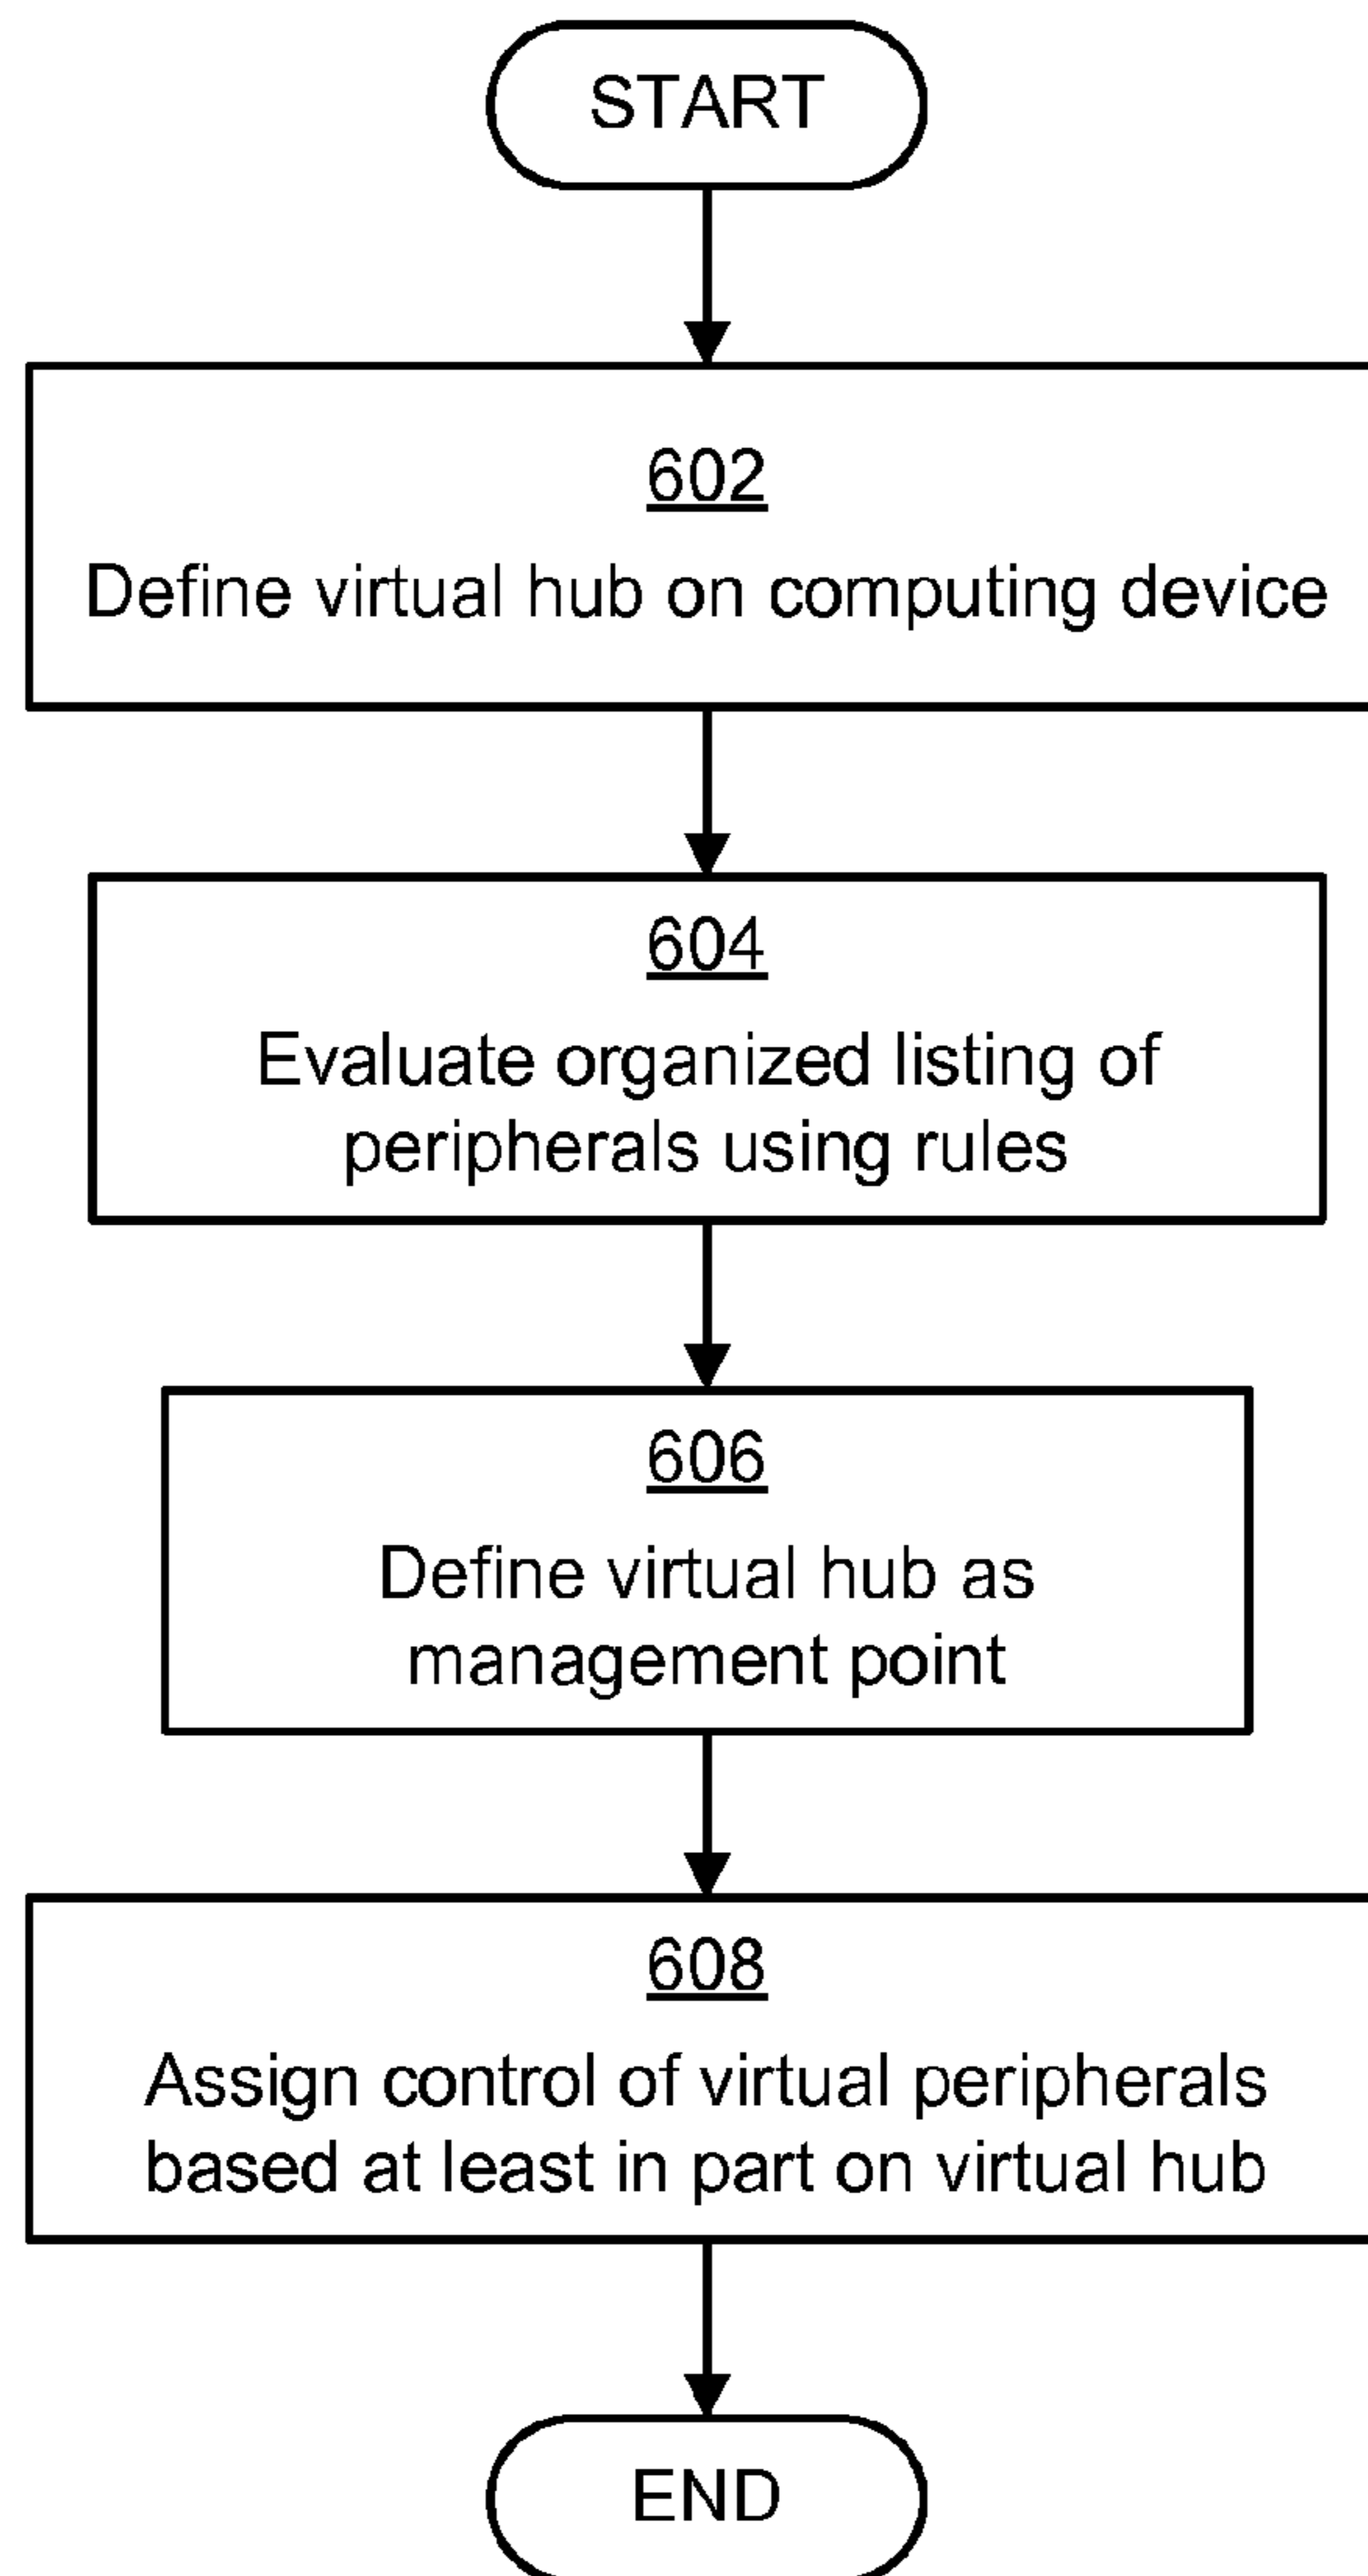 START
602
Define virtual hub on computing device
604
Evaluate organized listing of
peripherals using rules
606
Define virtual hub as
management point
608
Assign control of virtual peripherals
based at least in part on virtual hub
END